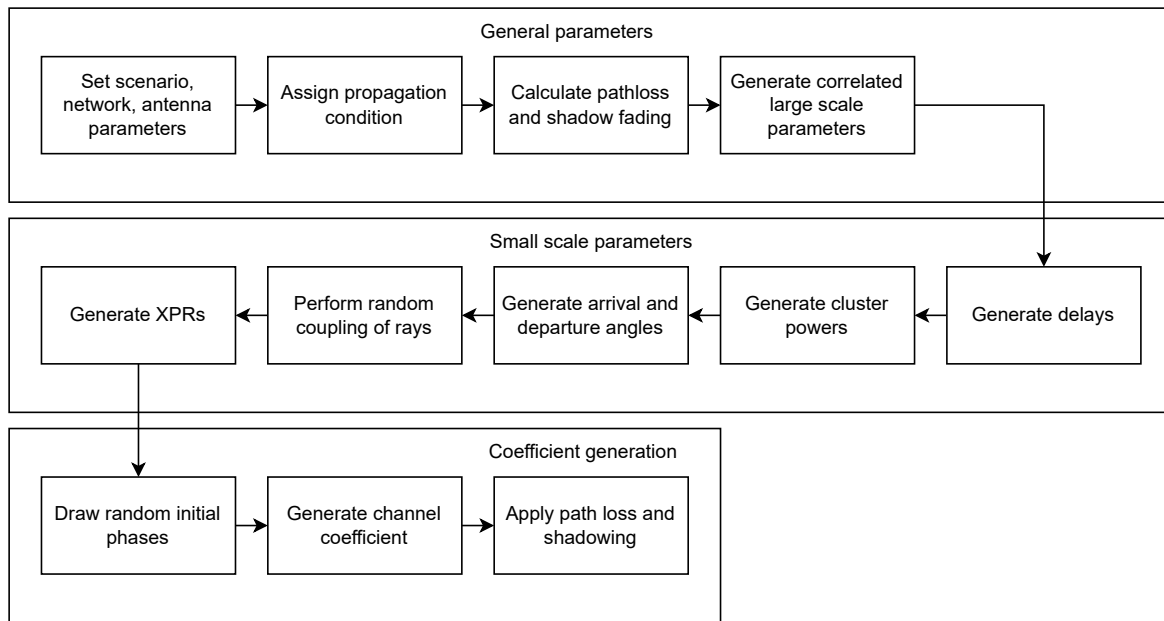 General parameters
Set scenario,
network, antenna
parameters
Assign propagation
condition
Calculate pathloss
and shadow fading
Generate correlated
large scale
parameters
Small scale parameters
Generate XPRs
Perform random
coupling of rays
Generate arrival and
departure angles
Generate cluster
powers
Generate delays
Coefficient generation
Draw random initial
phases
Generate channel
coefficient
Apply path loss and
shadowing